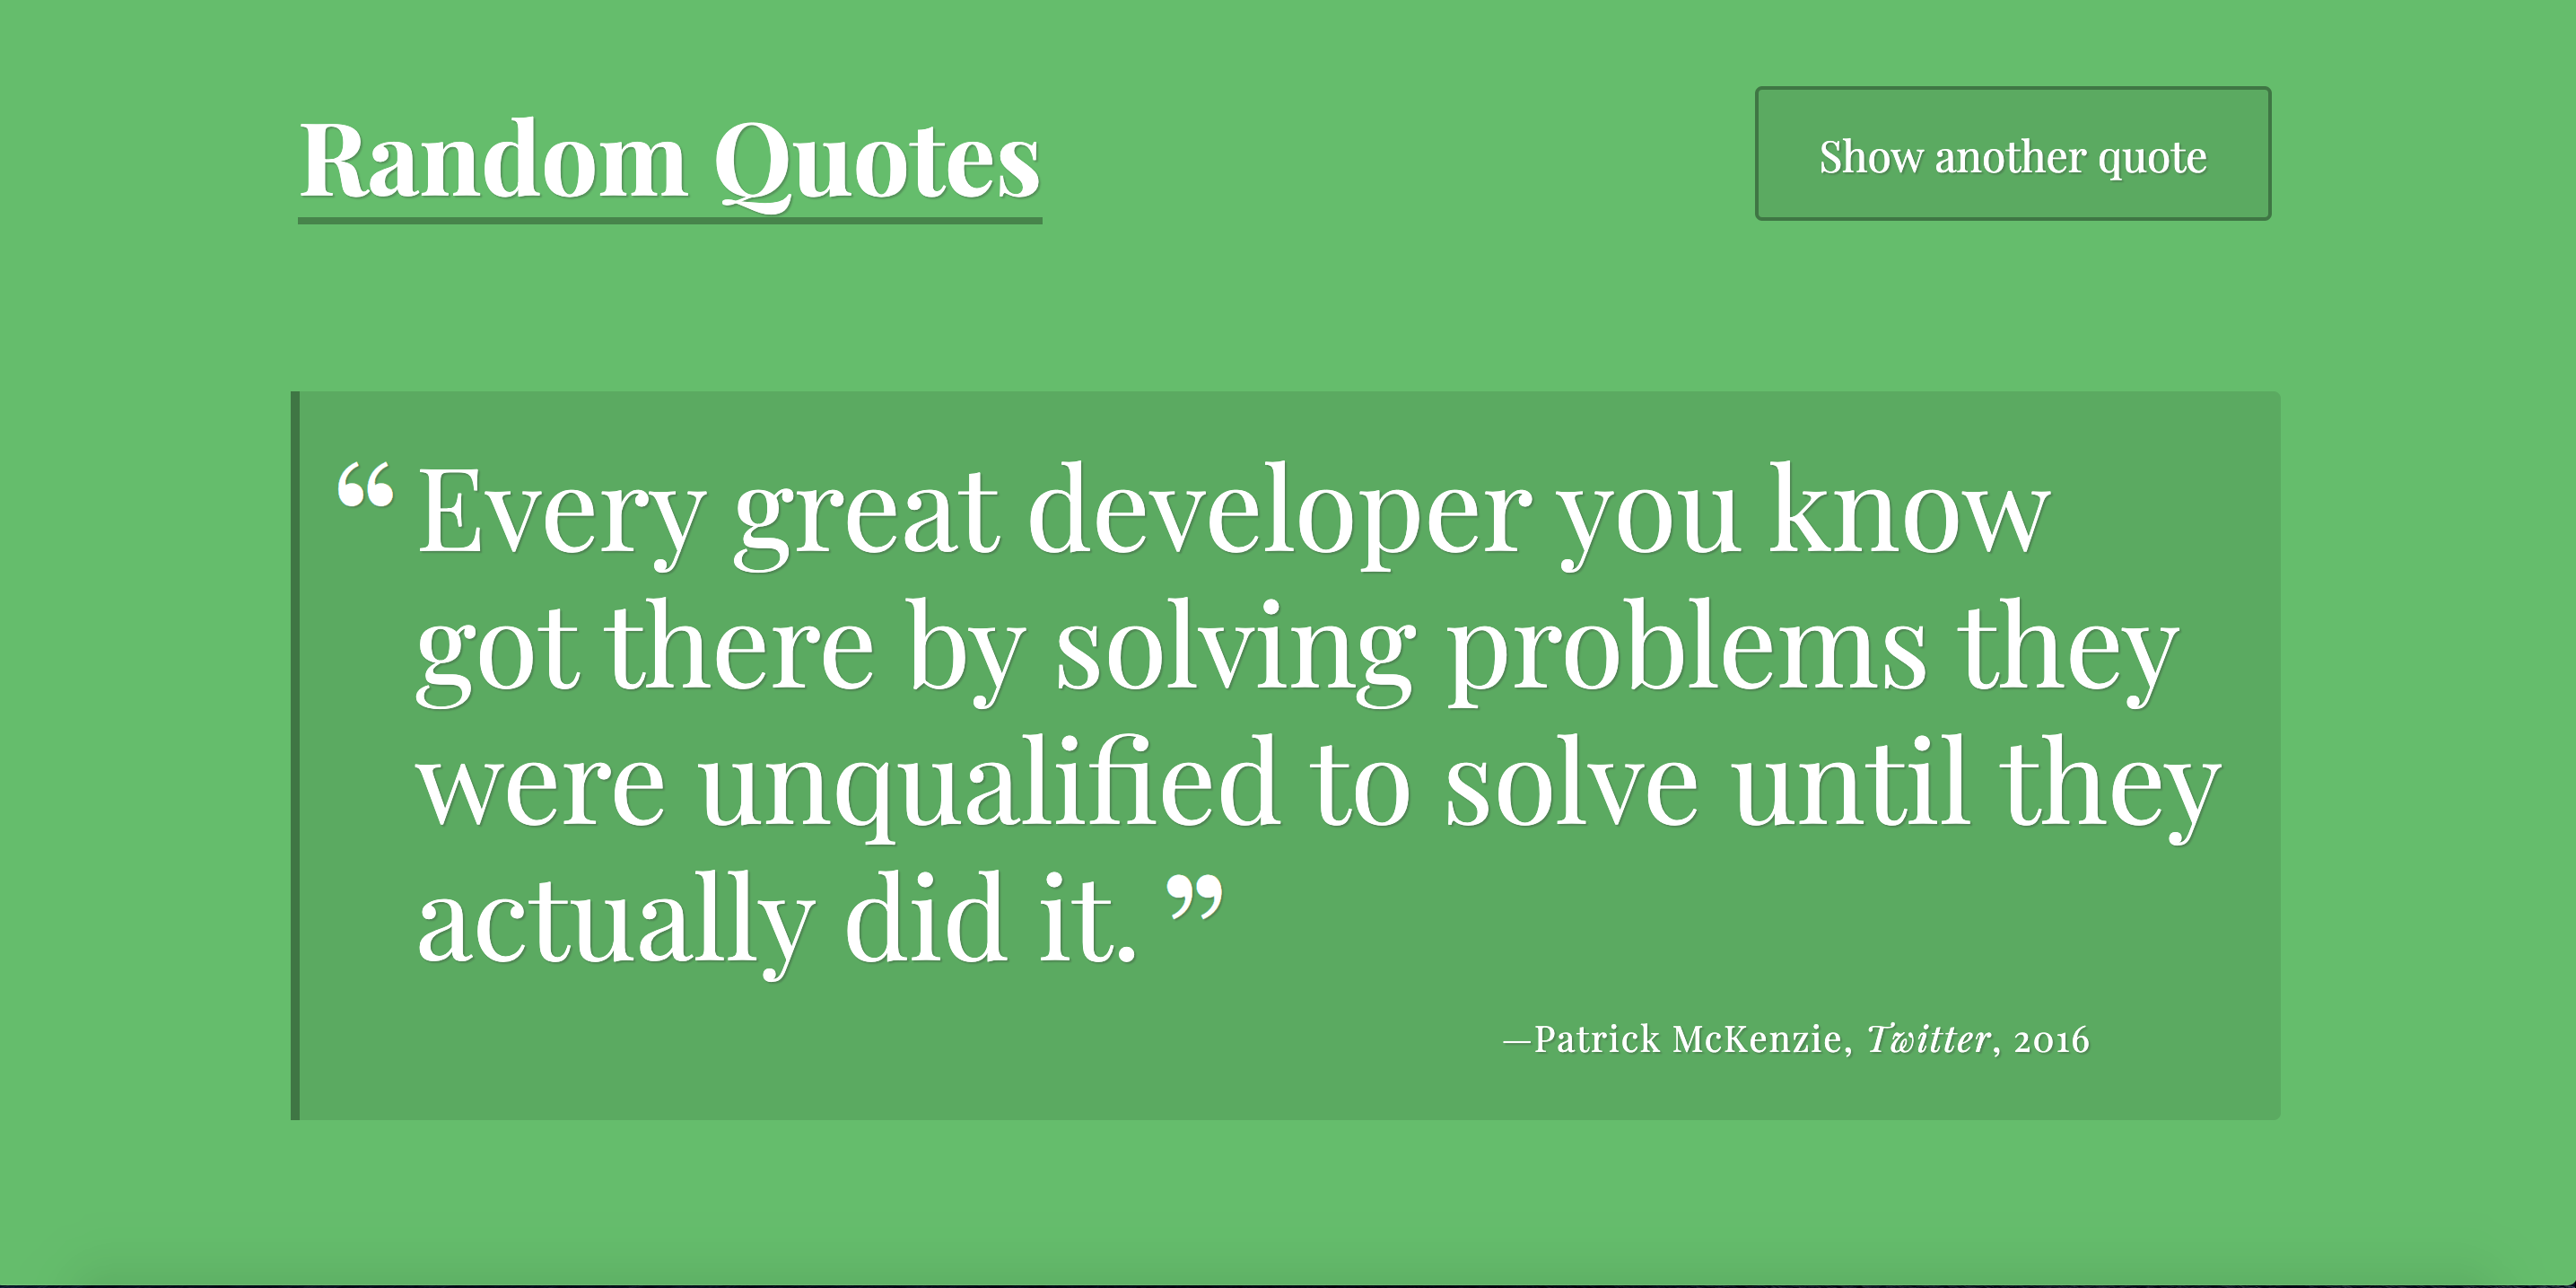 Random Quotes
Show another quote
“Every great developer you know
got there by solving problems they
were unqualified to solve until they
actually did it.”
—Patrick McKenzie, Twitter, 2016